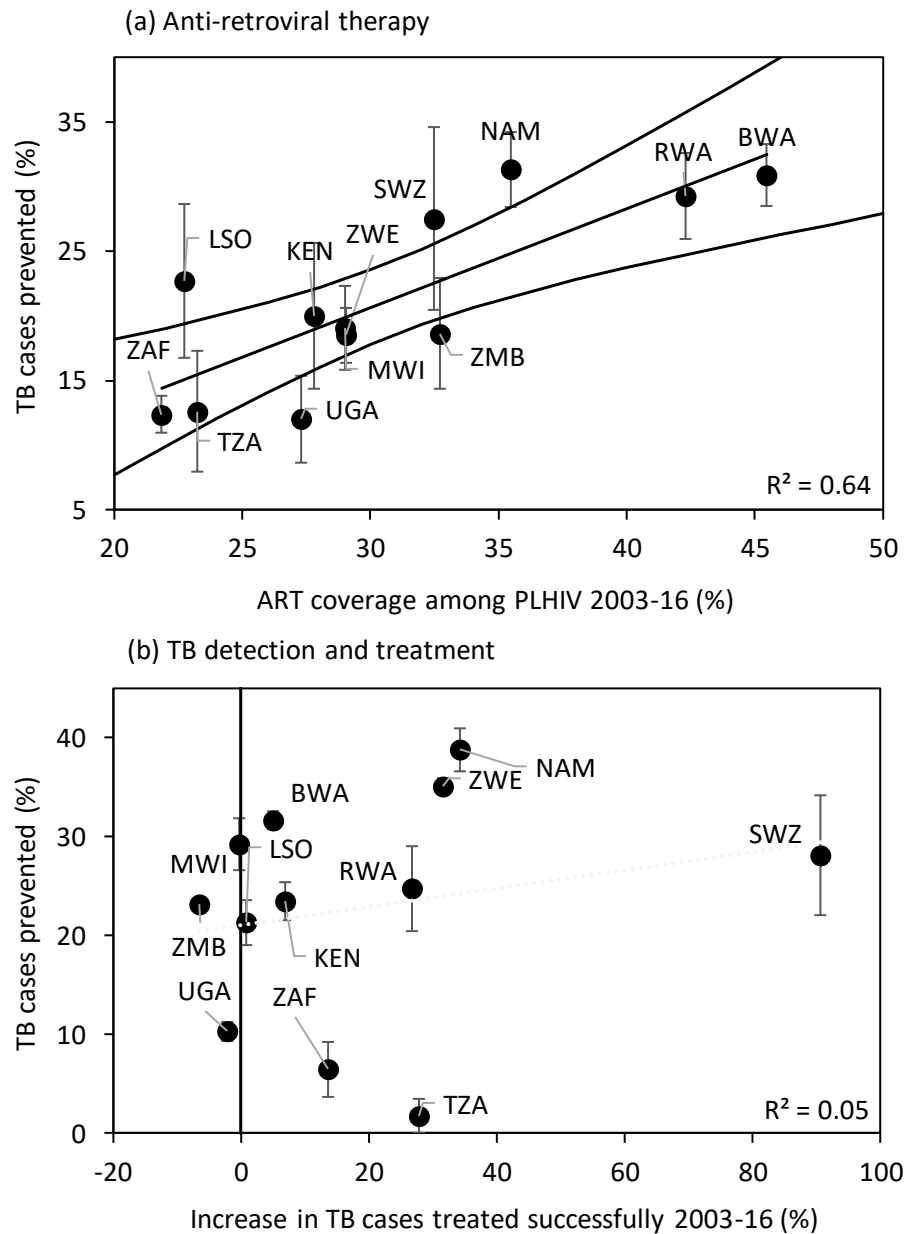 (a) Anti-retroviral therapy
TB cases prevented (%)
35
25
15
5
NAM
RWA
BWA
SWZ
ZWE
LSO
KEN
ZAF
MWI
ZMB
UGA
TZA
R² = 0.64
20 25 30 35 40 45 50
ART coverage among PLHIV 2003-16 (%)
(b) TB detection and treatment
TB cases prevented (%)
40
30
20
10
0
NAM
ZWE
BWA
SWZ
MWI
LSO
RWA
ZMB
KEN
UGA
ZAF
TZA
R² = 0.05
-20 0 20 40 60 80 100
Increase in TB cases treated successfully 2003-16 (%)